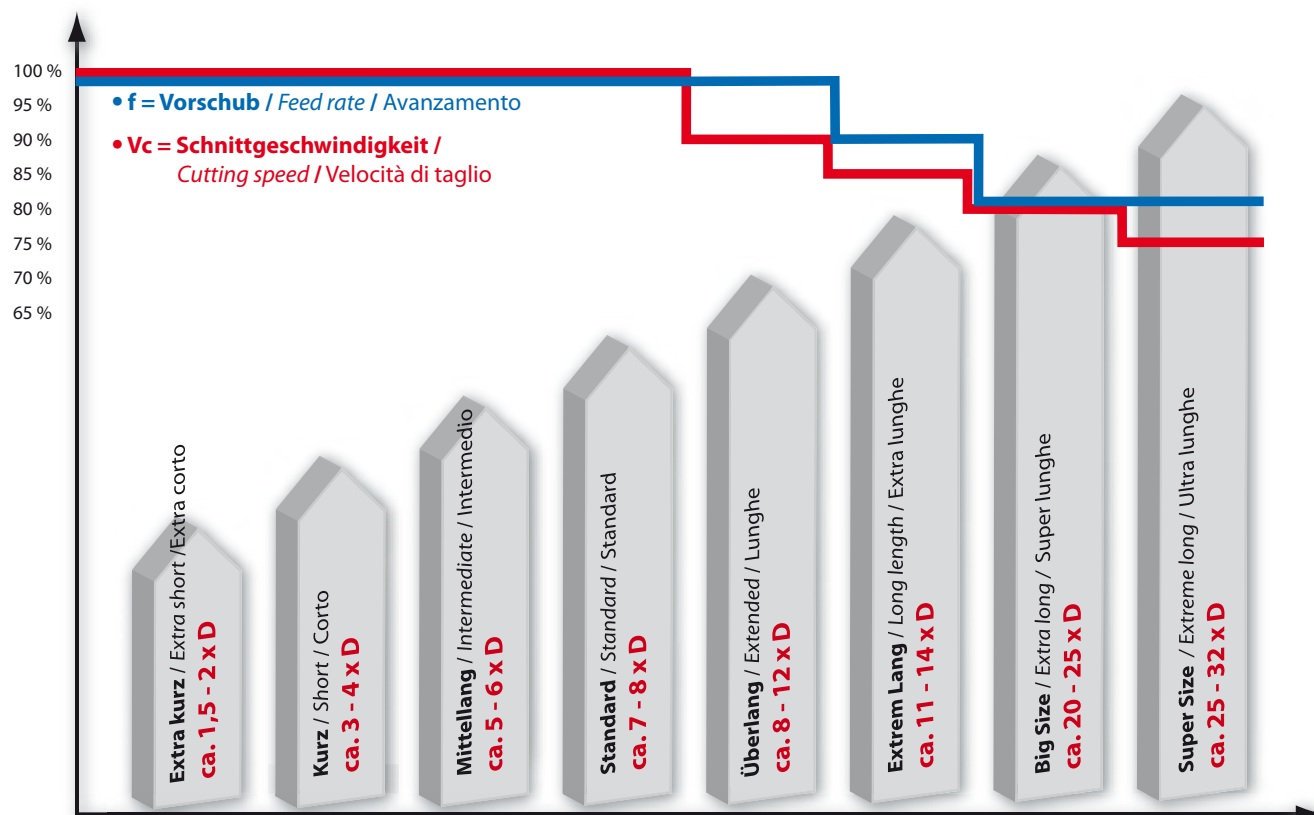 100 %
95 %
90 %
85 %
80 %
75 %
70 %
65 %
• f = Vorschub / Feed rate / Avanzamento
• Vc = Schnittgeschwindigkeit /
Cutting speed / Velocità di taglio
Extra kurz / Extra short /Extra corto
ca. 1,5 - 2 x D
Kurz / Short / Corto
ca. 3 - 4 x D
Mittellang / Intermediate / Intermedio
ca. 5 - 6 x D
Standard / Standard / Standard
ca. 7 - 8 x D
Überlang / Extended / Lunghe
ca. 8 - 12 x D
Extrem Lang / Long length / Extra lunghe
ca. 11 - 14 x D
Big Size / Extra long / Super lunghe
ca. 20 - 25 x D
Super Size / Extreme long / Ultra lunghe
ca. 25 - 32 x D